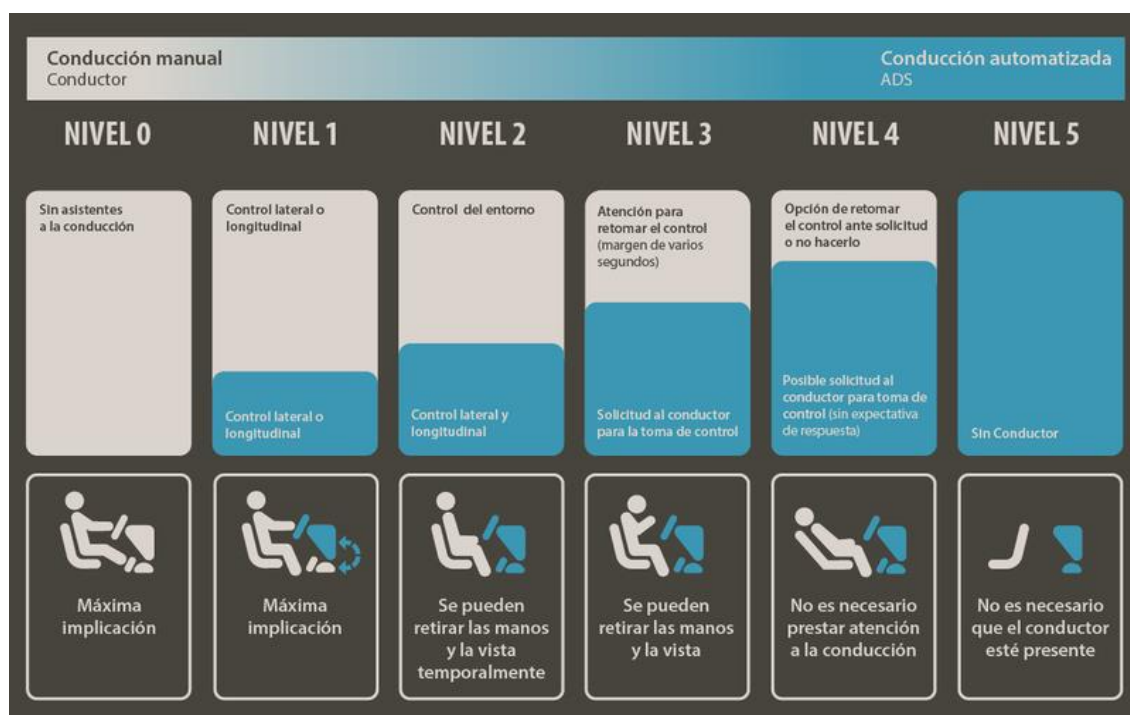 Conducción manual
Conductor
Conducción automatizada
ADS
NIVEL 0
NIVEL 1
NIVEL 2
NIVEL 3
NIVEL 4
NIVEL 5
Sin asistentes
a la conducción
Control lateral o
longitudinal
Control lateral o
longitudinal
Control del entorno
Control lateral y
longitudinal
Atención para
retomar el control
(margen de varios
segundos)
Solicitud al conductor
para la toma de control
Opción de retomar
el control ante solicitud
o no hacerlo
Posible solicitud al
conductor para toma de
control (sin expectativa
de respuesta)
Sin Conductor
Máxima
implicación
Máxima
implicación
Se pueden
retirar las manos
y la vista
temporalmente
Se pueden
retirar las manos
y la vista
No es necesario
prestar atención
a la conducción
No es necesario
que el conductor
esté presente